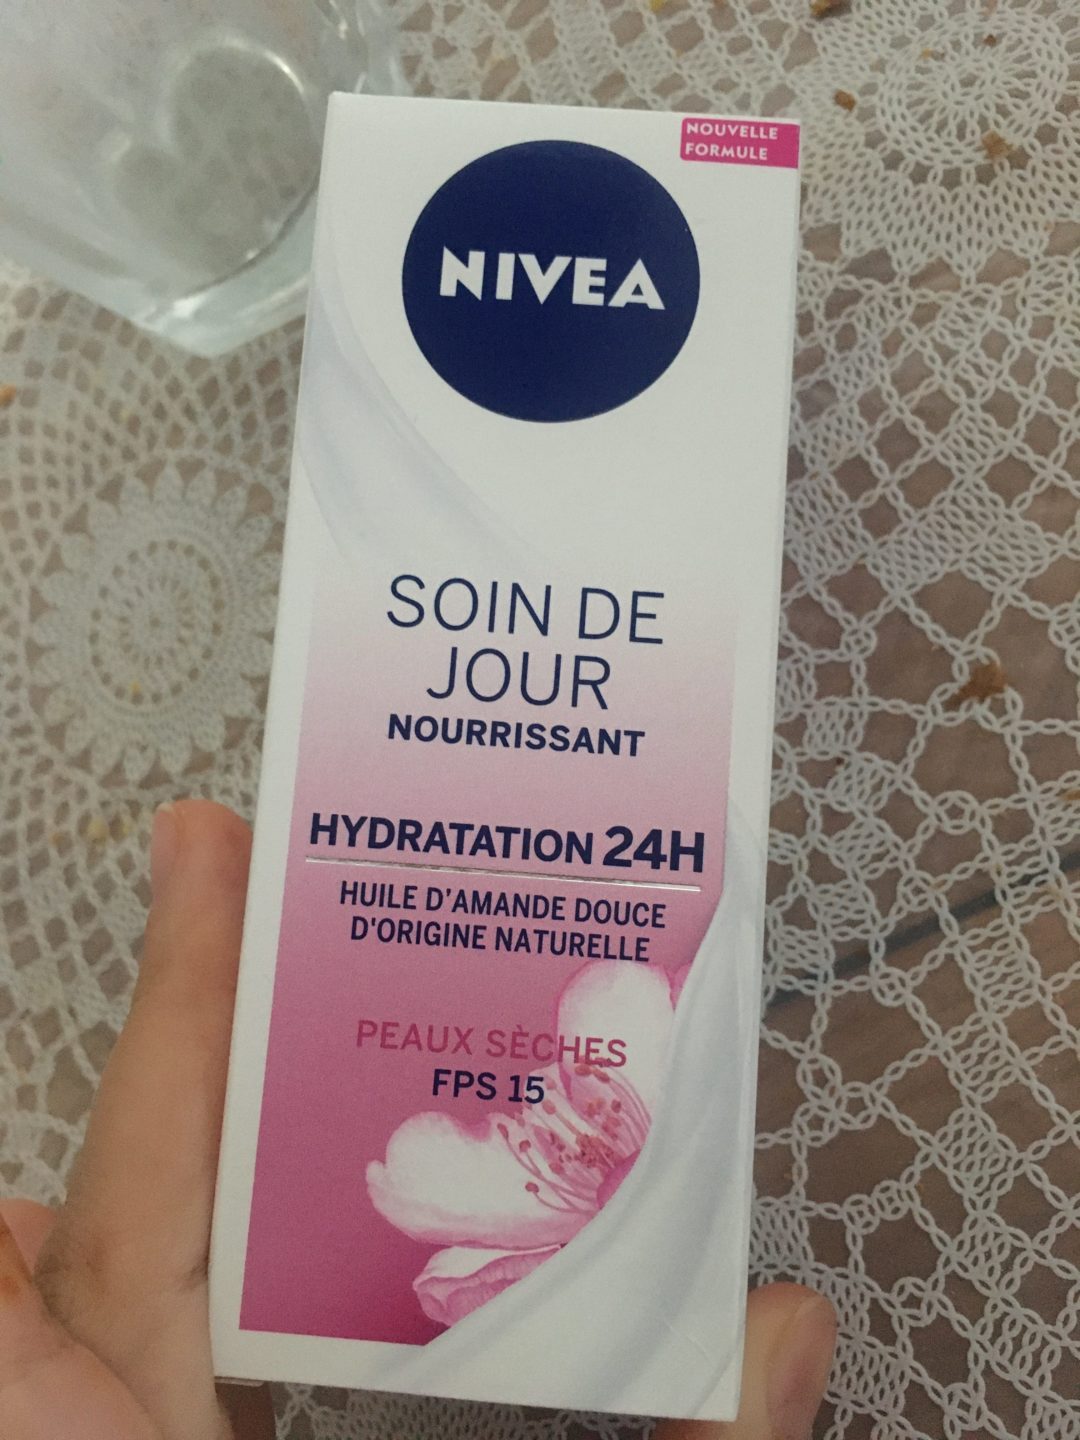 NOUVELLE
FORMULE
NIVEA
SOIN DE
JOUR
NOURRISSANT
HYDRATATION 24H
HUILE D'AMANDE DOUCE
D'ORIGINE NATURELLE
PEAUX SÈCHES
FPS 15